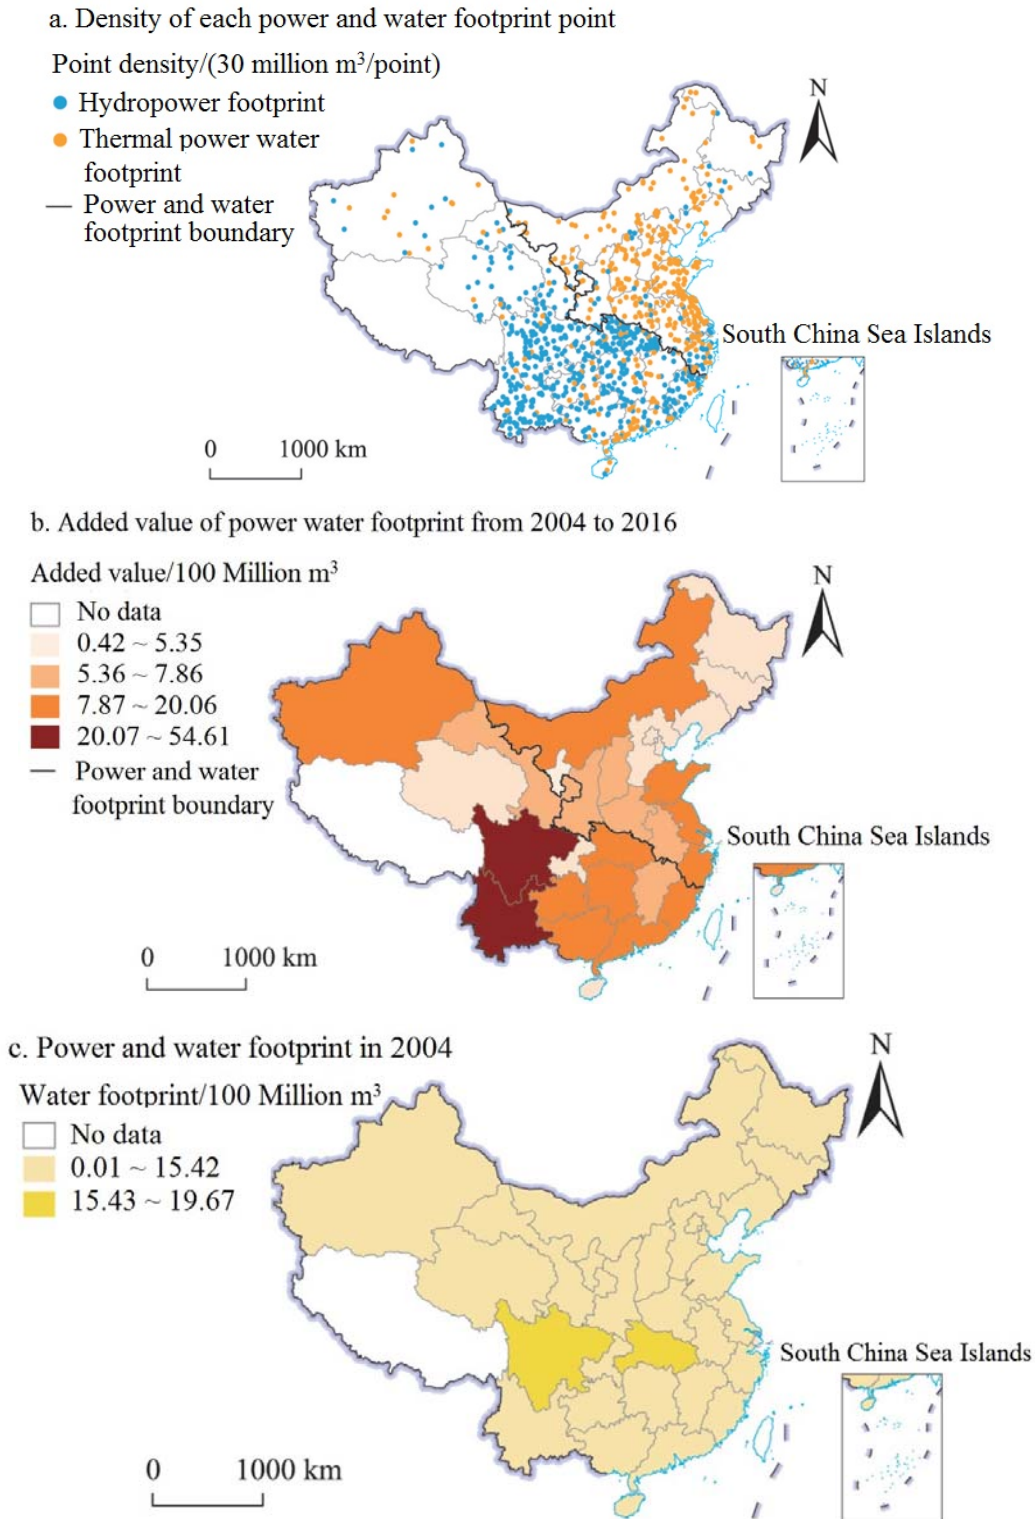 a. Density of each power and water footprint point
Point density/(30 million m³/point)
Hydropower footprint
Thermal power water
footprint
Power and water
footprint boundary
N
South China Sea Islands
0 1000 km
b. Added value of power water footprint from 2004 to 2016
Added value/100 Million m³
No data
0.42 ~ 5.35
5.36 ~ 7.86
7.87 ~ 20.06
20.07 ~ 54.61
Power and water
footprint boundary
N
South China Sea Islands
0 1000 km
c. Power and water footprint in 2004
Water footprint/100 Million m³
No data
0.01 ~ 15.42
15.43 ~ 19.67
N
South China Sea Islands
0 1000 km